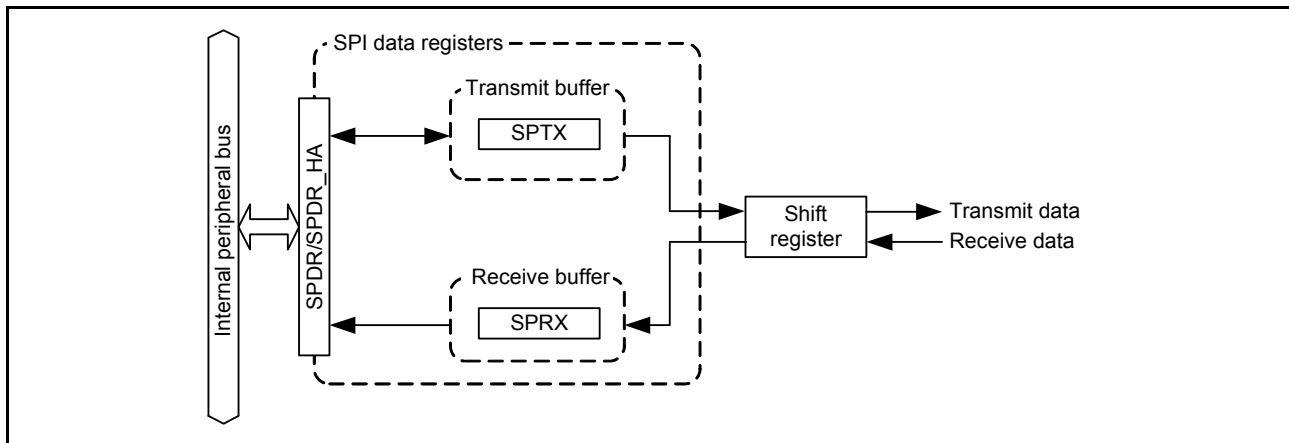 SPI data registers
Transmit buffer
SPTX
Internal peripheral bus
SPDR/SPDR_HA
Shift
register
Transmit data
Receive data
Receive buffer
SPRX